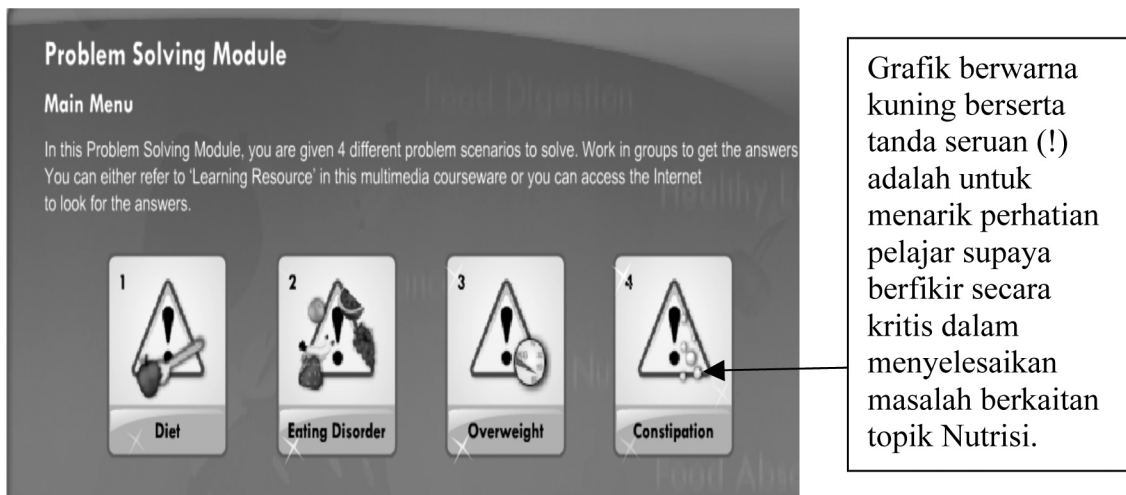 Problem Solving Module
Main Menu
In this Problem Solving Module, you are given 4 different problem scenarios to solve. Work in groups to get the answers
You can either refer to 'Learning Resource' in this multimedia courseware or you can access the Internet
to look for the answers.
Food Digestion
1
2
3
4
Diet
Eating Disorder
Overweight
Constipation
Grafik berwarna
kuning berserta
tanda seruan (!)
adalah untuk
menarik perhatian
pelajar supaya
berfikir secara
kritis dalam
menyelesaikan
masalah berkaitan
topik Nutrisi.